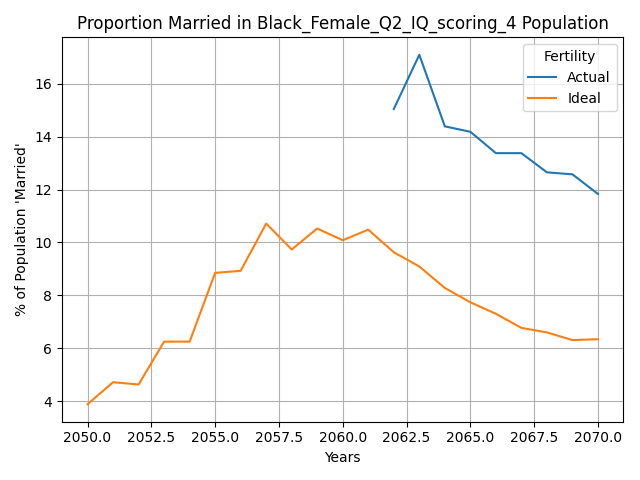 Proportion Married in Black_Female_Q2_IQ_scoring_4 Population
Fertility
Actual
Ideal
% of Population 'Married'
16
14
12
10
8
6
4
2050.0 2052.5 2055.0 2057.5 2060.0 2062.5 2065.0 2067.5 2070.0
Years